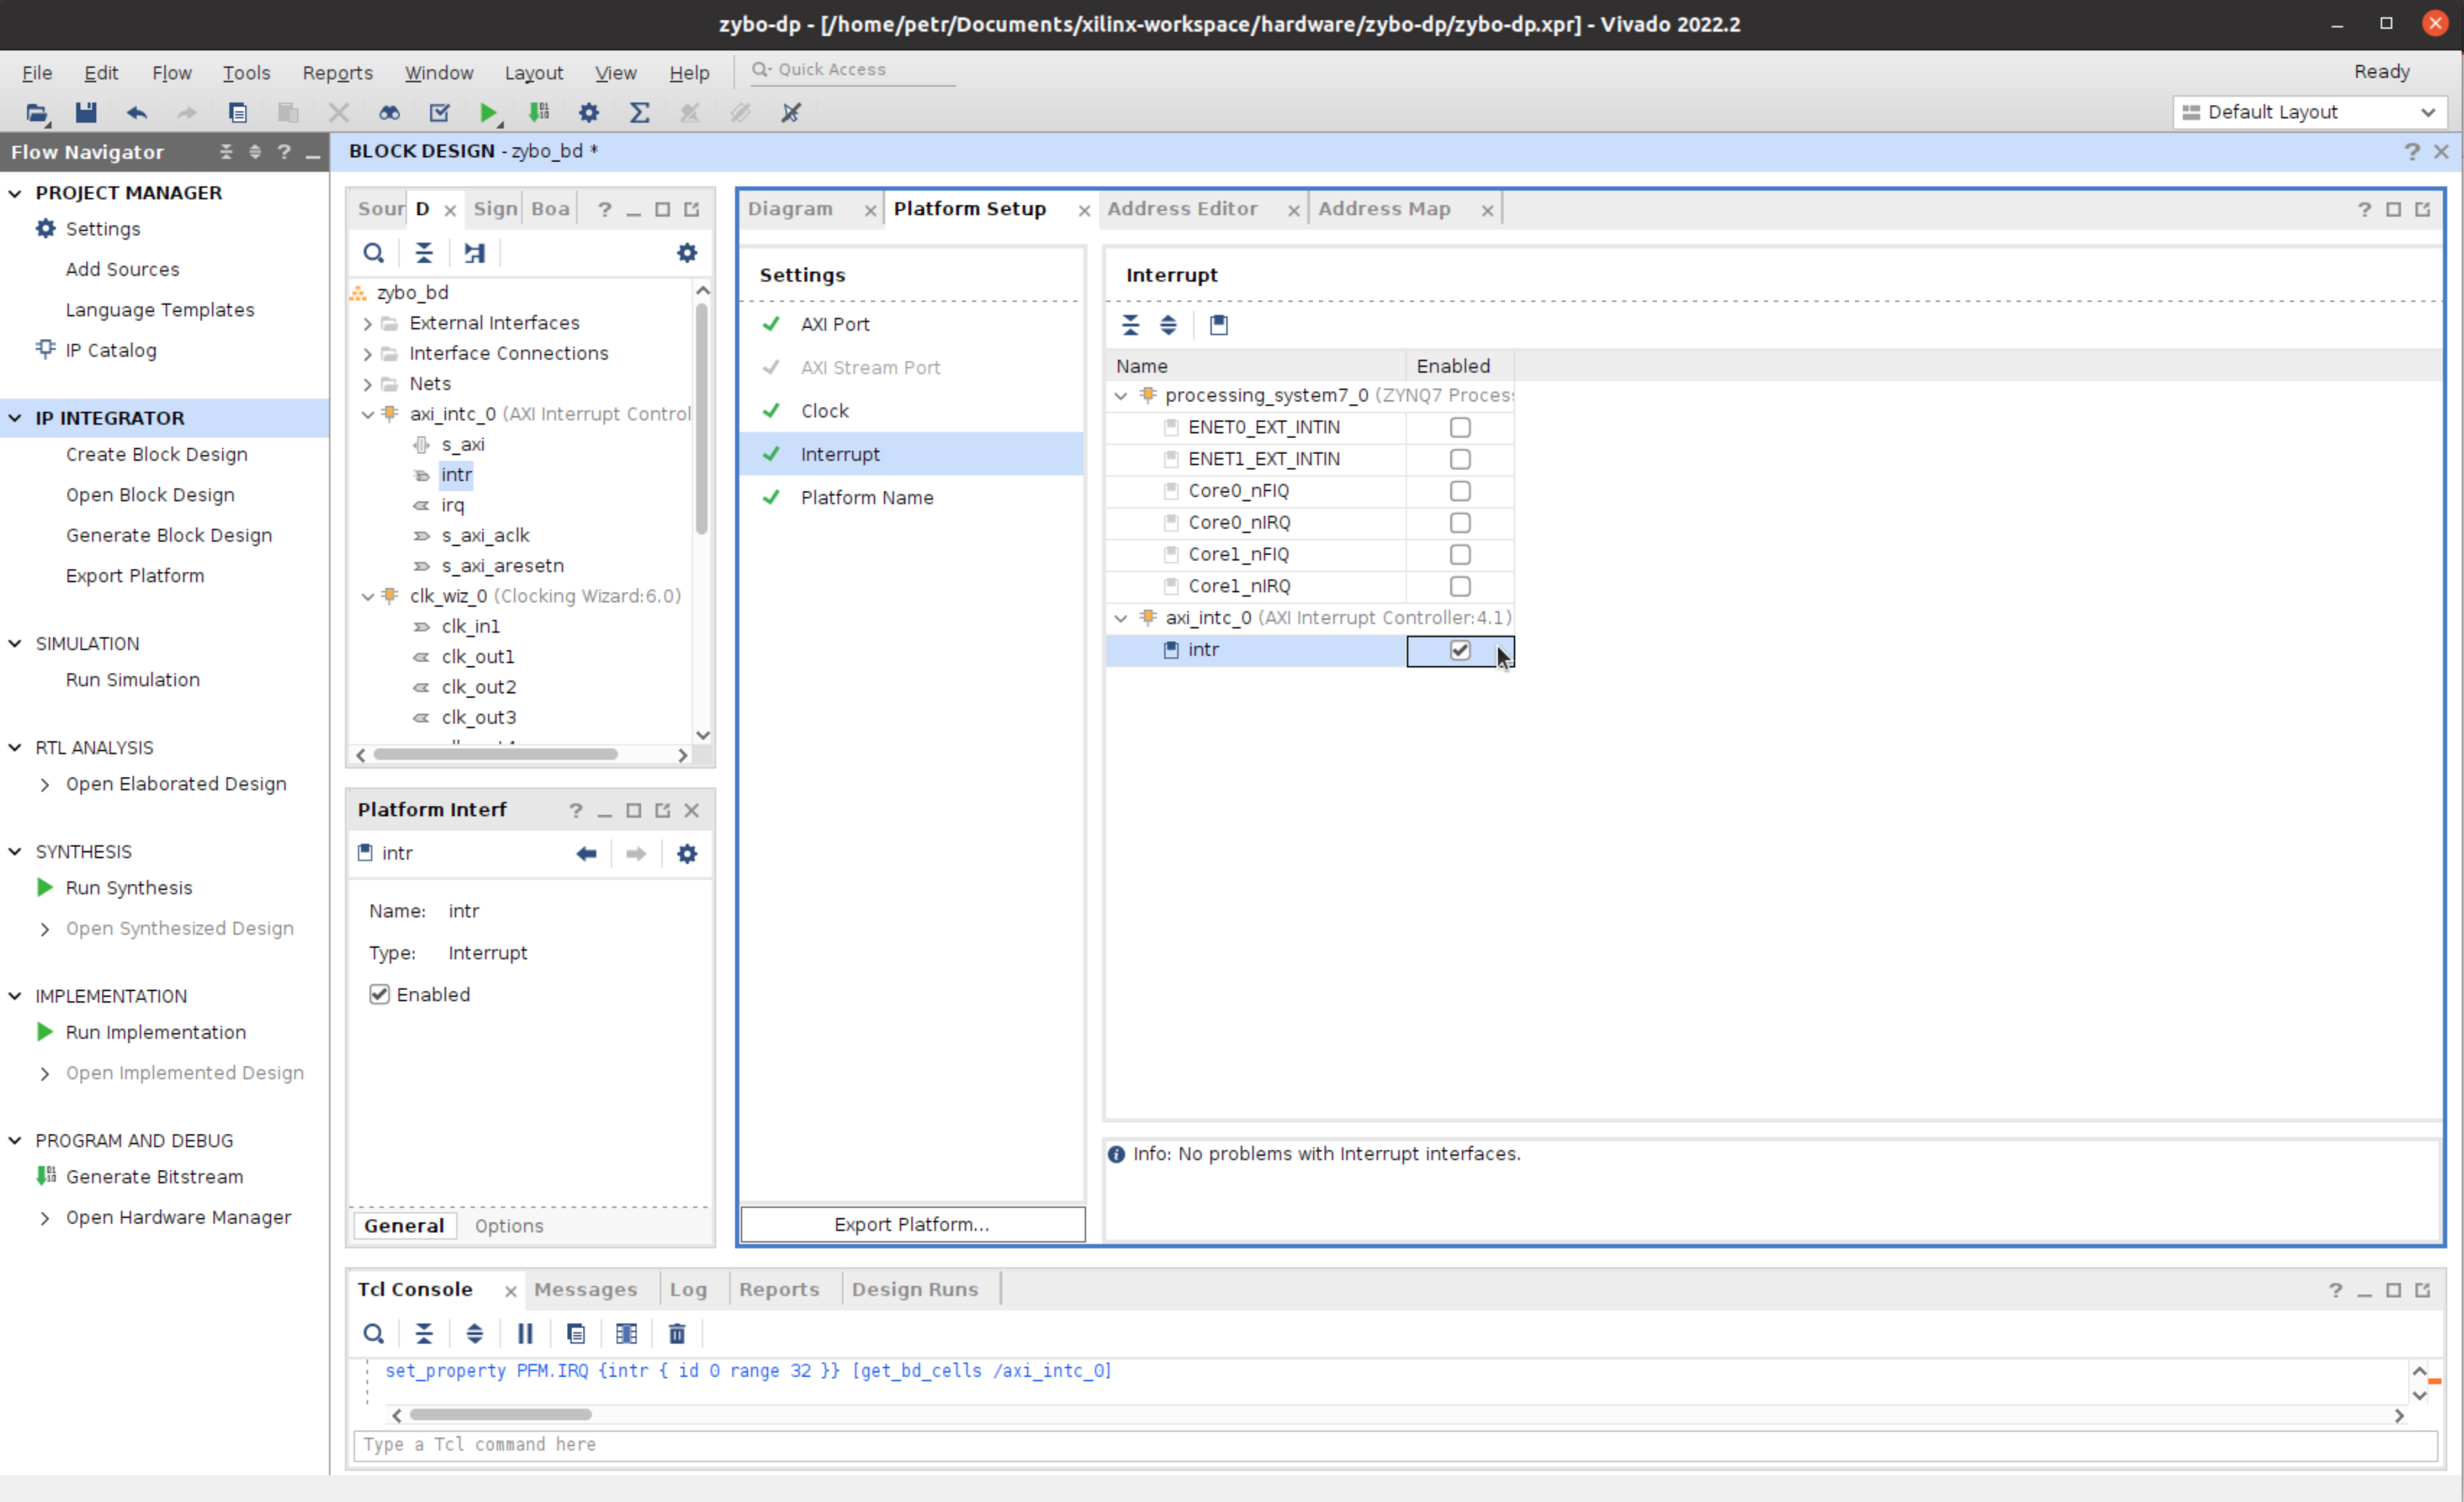 zybo-dp - [/home/petr/Documents/xilinx-workspace/hardware/zybo-dp/zybo-dp.xpr] - Vivado 2022.2
File Edit Flow Tools Reports Window Layout View Help Quick Access Ready
Default Layout
Flow Navigator
PROJECT MANAGER
Settings
Add Sources
Language Templates
IP Catalog
IP INTEGRATOR
Create Block Design
Open Block Design
Generate Block Design
Export Platform
SIMULATION
Run Simulation
RTL ANALYSIS
Open Elaborated Design
SYNTHESIS
Run Synthesis
Open Synthesized Design
IMPLEMENTATION
Run Implementation
Open Implemented Design
PROGRAM AND DEBUG
Generate Bitstream
Open Hardware Manager
BLOCK DESIGN - zybo_bd *
Sour D Sign Boa
zybo_bd
External Interfaces
Interface Connections
Nets
axi_intc_0 (AXI Interrupt Control
s_axi
intr
irq
s_axi_aclk
s_axi_aresetn
clk_wiz_0 (Clocking Wizard:6.0)
clk_in1
clk_out1
clk_out2
clk_out3
Platform Interf
intr
Name: intr
Type: Interrupt
Enabled
General Options
Diagram Platform Setup Address Editor Address Map
Settings
AXI Port
AXI Stream Port
Clock
Interrupt
Platform Name
Export Platform...
Interrupt
Name Enabled
processing_system7_0 (ZYNQ7 Process
ENET0_EXT_INTIN
ENET1_EXT_INTIN
Core0_nFIQ
Core0_nIRQ
Core1_nFIQ
Core1_nIRQ
axi_intc_0 (AXI Interrupt Controller:4.1)
intr
Info: No problems with Interrupt interfaces.
Tcl Console Messages Log Reports Design Runs
set_property PFM.IRQ {intr { id 0 range 32 }} [get_bd_cells /axi_intc_0]
Type a Tcl command here